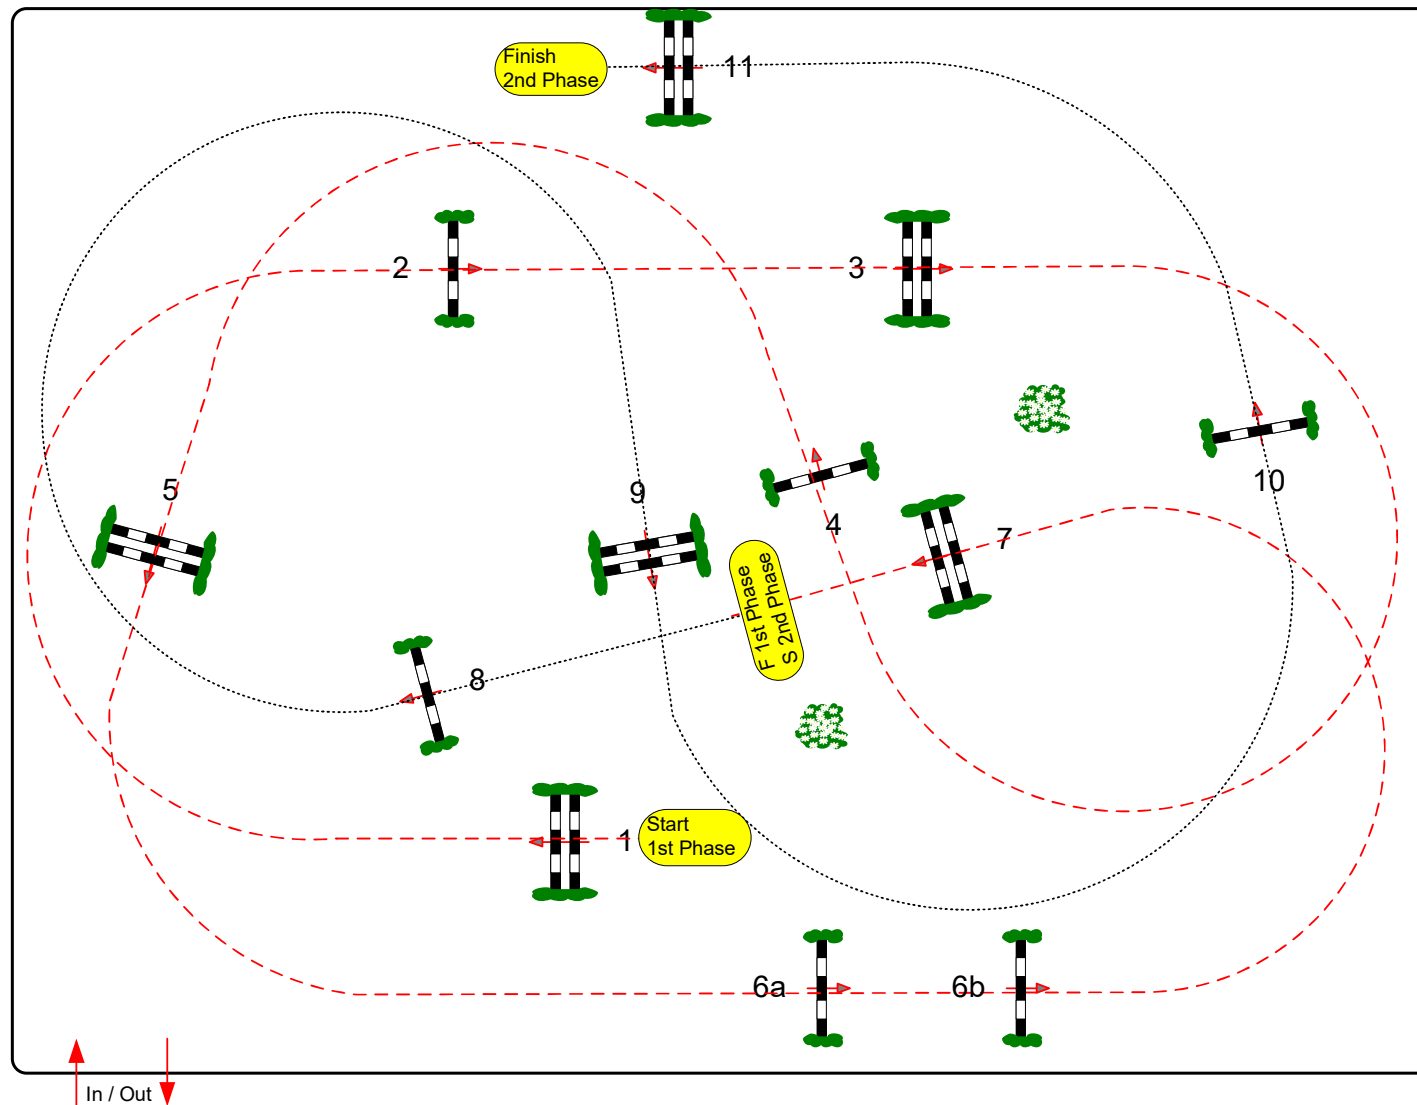 Finish
2nd Phase
11
2
3
5
9
4
7
10
F 1st Phase
S 2nd Phase
8
1
Start
1st Phase
6a
6b
In / Out